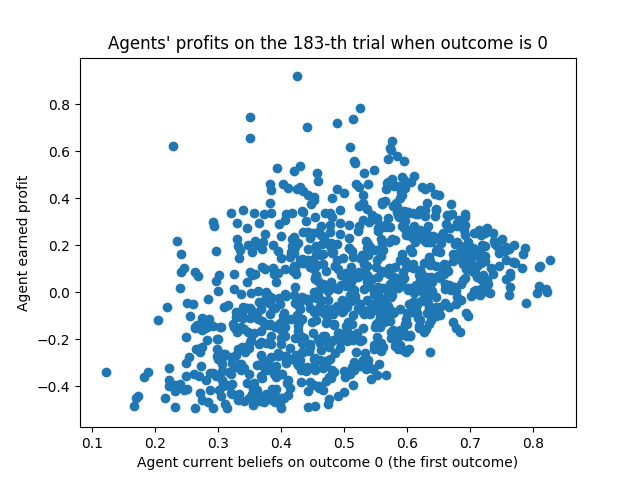 Agents' profits on the 183-th trial when outcome is 0
Agent earned profit
0.8
0.6
0.4
0.2
0.0
−0.2
−0.4
0.1 0.2 0.3 0.4 0.5 0.6 0.7 0.8
Agent current beliefs on outcome 0 (the first outcome)